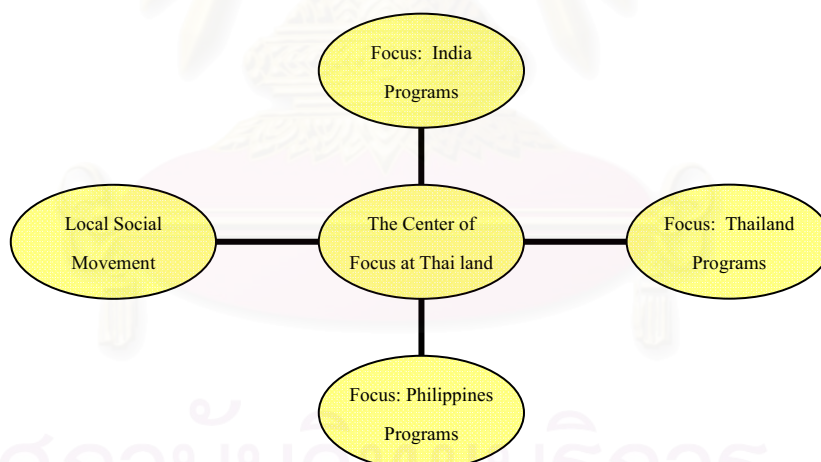 Focus:  India
Programs
Local Social
Movement
The Center of
Focus at Thai land
Focus:  Thailand
Programs
Focus: Philippines
Programs